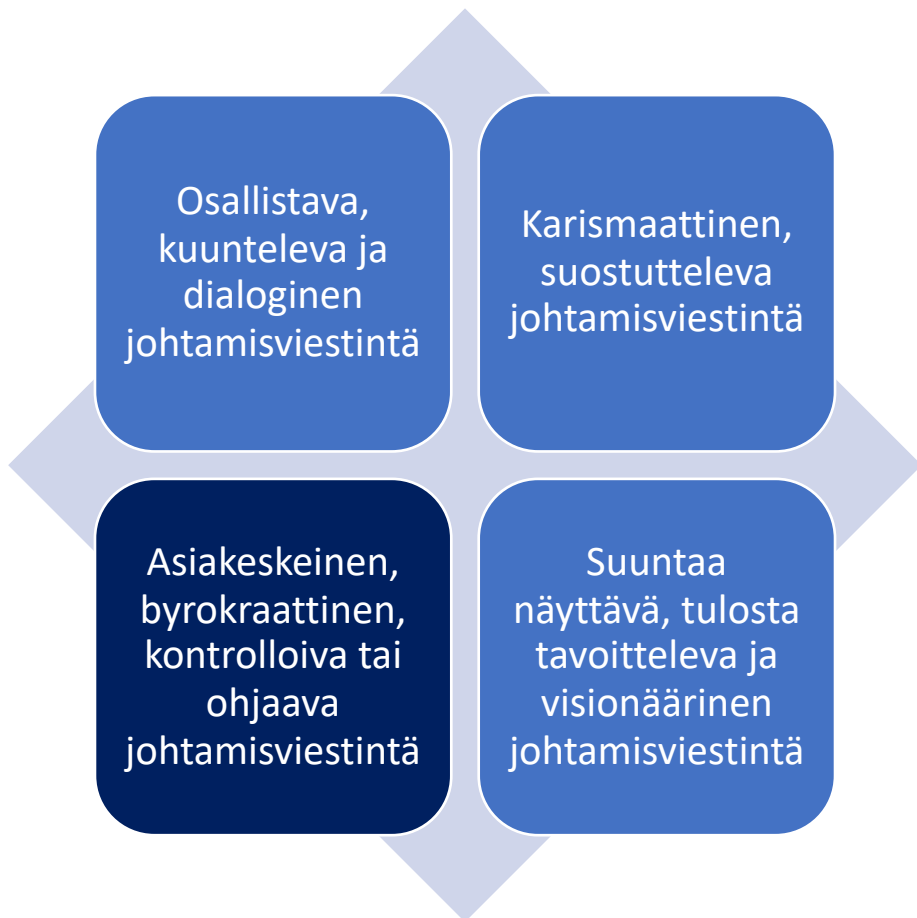 Osallistava,
kuunteleva ja
dialoginen
johtamisviestintä
Karismaattinen,
suostutteleva
johtamisviestintä
Asiakeskeinen,
byrokraattinen,
kontrolloiva tai
ohjaava
johtamisviestintä
Suuntaa
näyttävä, tulosta
tavoitteleva ja
visionäärinen
johtamisviestintä